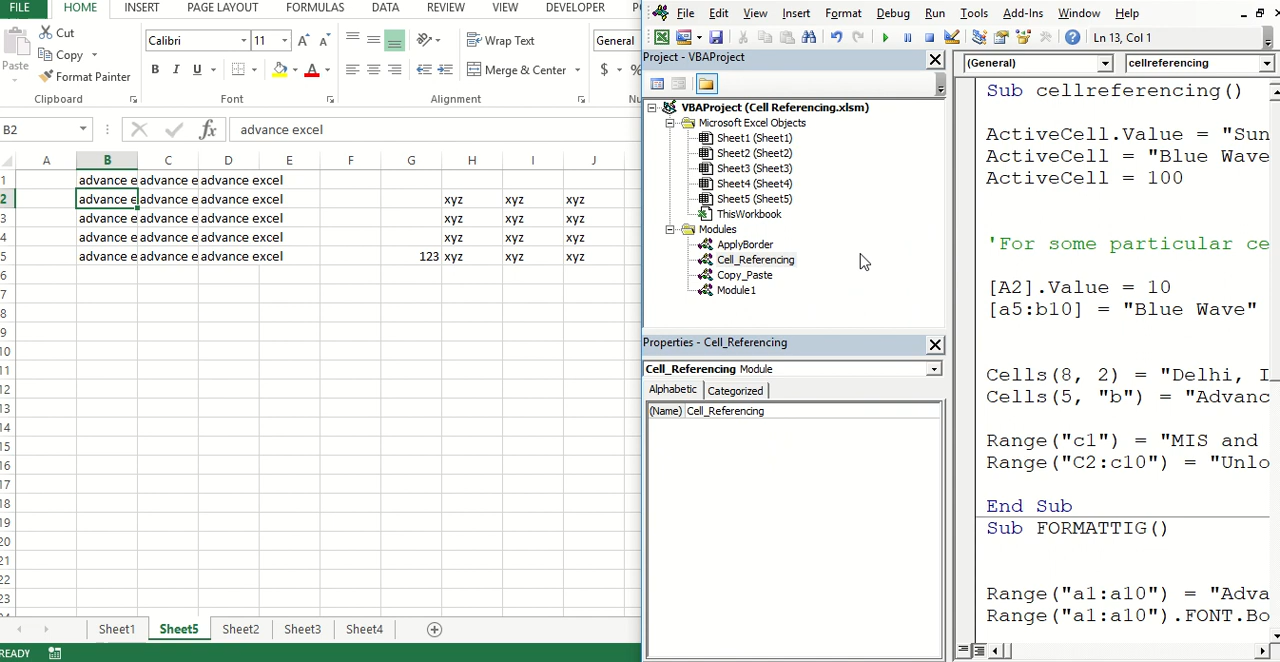 FILE HOME INSERT PAGE LAYOUT FORMULAS DATA REVIEW VIEW DEVELOPER
Cut
Copy
Format Painter
Paste
Clipboard
Calibri 11
B I U
Font
Wrap Text
Merge & Center
Alignment
General
$ %
B2 fx advance excel
A B C D E F G H I J
1 advance e advance e advance excel
2 advance e advance e advance excel xyz xyz xyz
3 advance e advance e advance excel xyz xyz xyz
4 advance e advance e advance excel xyz xyz xyz
5 advance e advance e advance excel 123 xyz xyz xyz
6
7
8
9
10
11
12
13
14
15
16
17
18
19
20
21
22
23
Sheet1 Sheet5 Sheet2 Sheet3 Sheet4
READY
File Edit View Insert Format Debug Run Tools Add-Ins Window Help
Ln 13, Col 1
Project - VBAProject
VBAProject (Cell Referencing.xlsm)
Microsoft Excel Objects
Sheet1 (Sheet1)
Sheet2 (Sheet2)
Sheet3 (Sheet3)
Sheet4 (Sheet4)
Sheet5 (Sheet5)
ThisWorkbook
Modules
ApplyBorder
Cell_Referencing
Copy_Paste
Module1
Properties - Cell_Referencing
Cell_Referencing Module
Alphabetic Categorized
(Name) Cell_Referencing
(General) cellreferencing
Sub cellreferencing()
ActiveCell.Value = "Sun
ActiveCell = "Blue Wave
ActiveCell = 100
'For some particular ce
[A2].Value = 10
[a5:b10] = "Blue Wave"
Cells(8, 2) = "Delhi, I
Cells(5, "b") = "Advanc
Range("c1") = "MIS and
Range("C2:c10") = "Unlo
End Sub
Sub FORMATTIG()
Range("a1:a10") = "Adva
Range("a1:a10").FONT.Bo